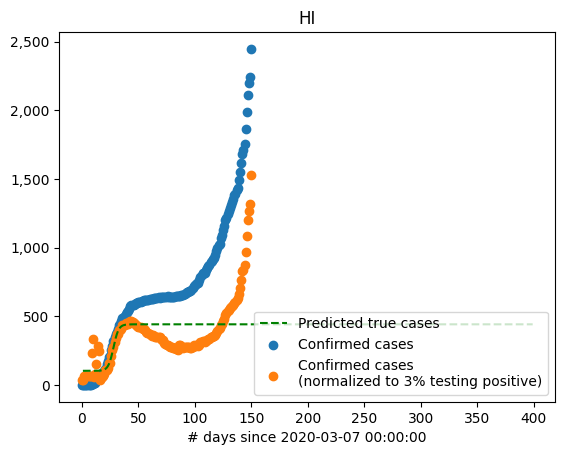 HI
2,500
2,000
1,500
1,000
500
0
Predicted true cases
Confirmed cases
Confirmed cases
(normalized to 3% testing positive)
0 50 100 150 200 250 300 350 400
# days since 2020-03-07 00:00:00